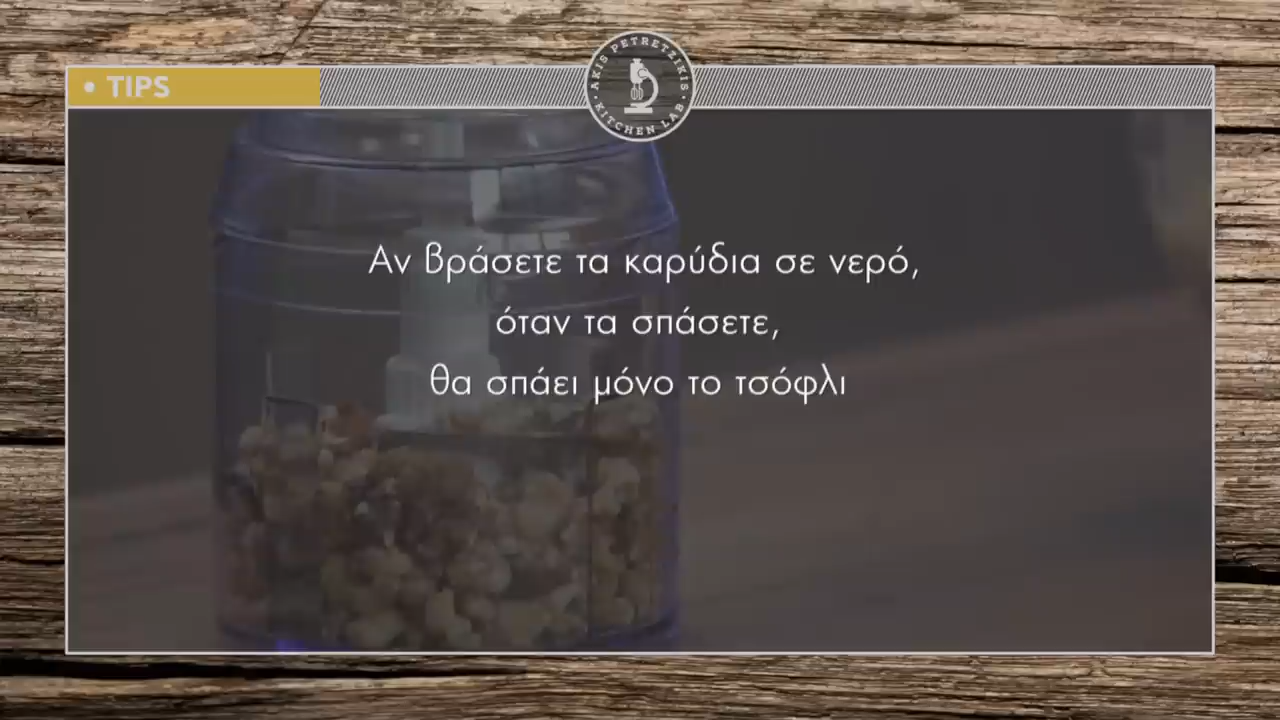 • TIPS
AKIS PETRETZIKIS
• KITCHEN LAB •
Αν βράσετε τα καρύδια σε νερό,
όταν τα σπάσετε,
θα σπάει μόνο το τσόφλι